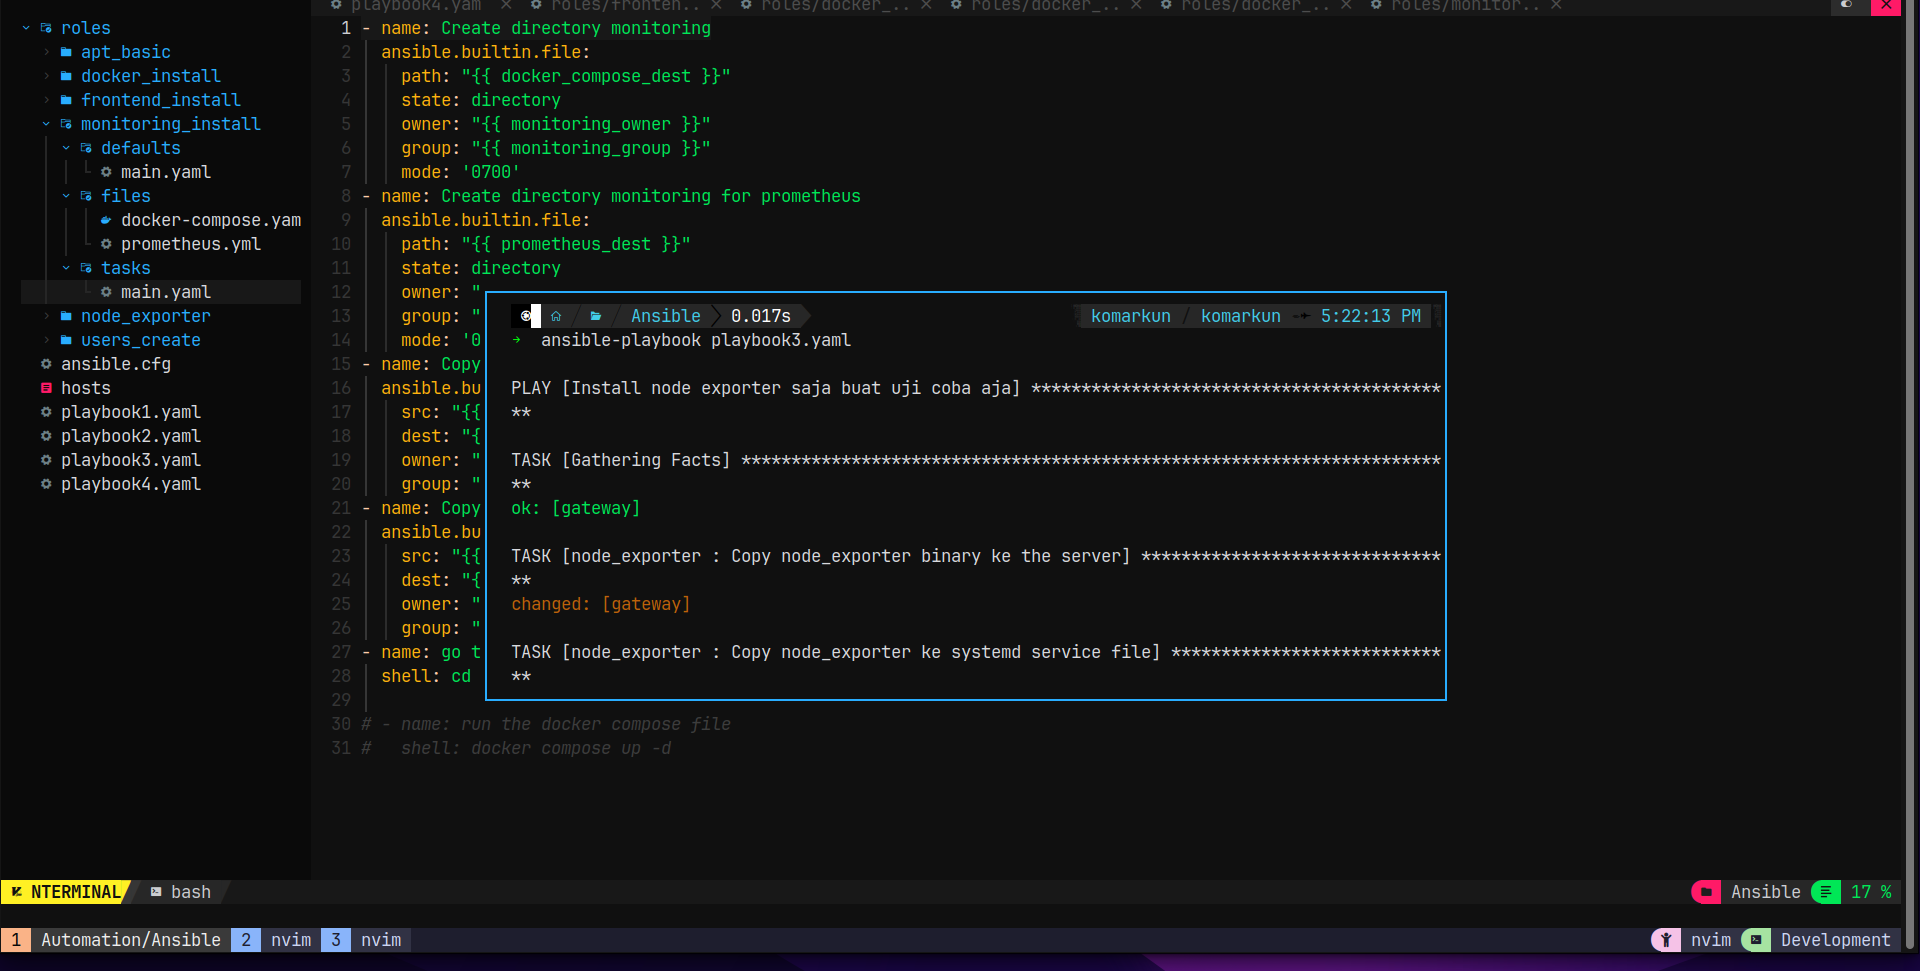 playbook4.yam
roles/fronten..
roles/docker_..
roles/docker_..
roles/docker_..
roles/monitor..
roles
apt_basic
docker_install
frontend_install
monitoring_install
defaults
main.yaml
files
docker-compose.yam
prometheus.yml
tasks
main.yaml
node_exporter
users_create
ansible.cfg
hosts
playbook1.yaml
playbook2.yaml
playbook3.yaml
playbook4.yaml
1 - name: Create directory monitoring
2 ansible.builtin.file:
3 path: "{{ docker_compose_dest }}"
4 state: directory
5 owner: "{{ monitoring_owner }}"
6 group: "{{ monitoring_group }}"
7 mode: '0700'
8 - name: Create directory monitoring for prometheus
9 ansible.builtin.file:
10 path: "{{ prometheus_dest }}"
11 state: directory
12 owner: "
13 group: "
14 mode: '0
15 - name: Copy
16 ansible.bu
17 src: "{{
18 dest: "{
19 owner: "
20 group: "
21 - name: Copy
22 ansible.bu
23 src: "{{
24 dest: "{
25 owner: "
26 group: "
27 - name: go t
28 shell: cd
29
30 # - name: run the docker compose file
31 #   shell: docker compose up -d
Ansible 0.017s
komarkun / komarkun 5:22:13 PM
→ ansible-playbook playbook3.yaml
PLAY [Install node exporter saja buat uji coba aja] *****************************************
**
TASK [Gathering Facts] **********************************************************************
**
ok: [gateway]
TASK [node_exporter : Copy node_exporter binary ke the server] ******************************
**
changed: [gateway]
TASK [node_exporter : Copy node_exporter ke systemd service file] ***************************
**
NTERMINAL
bash
Ansible
17 %
1 Automation/Ansible 2 nvim 3 nvim
nvim
Development